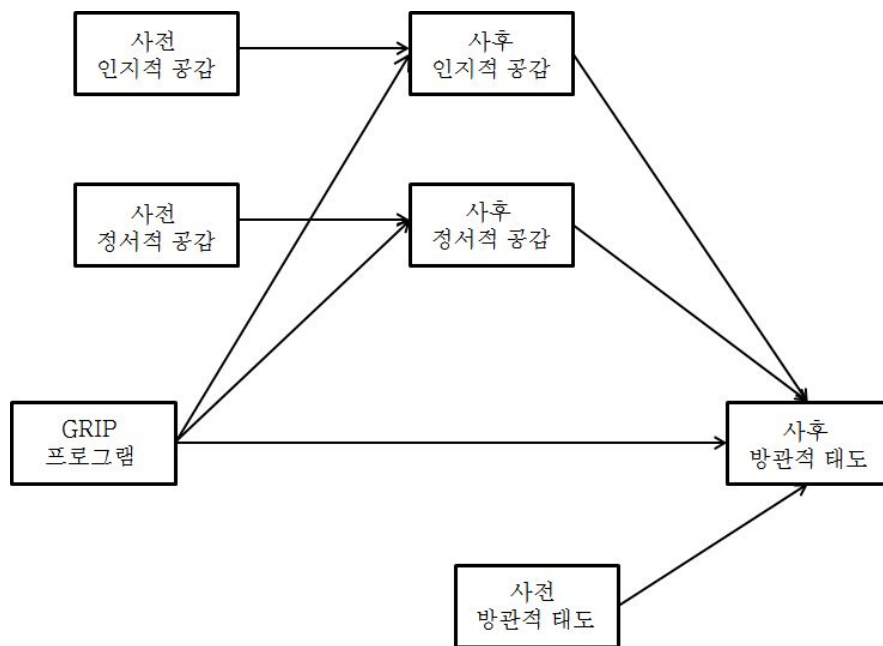 사전
인지적 공감
사후
인지적 공감
사전
정서적 공감
사후
정서적 공감
GRIP
프로그램
사후
방관적 태도
사전
방관적 태도